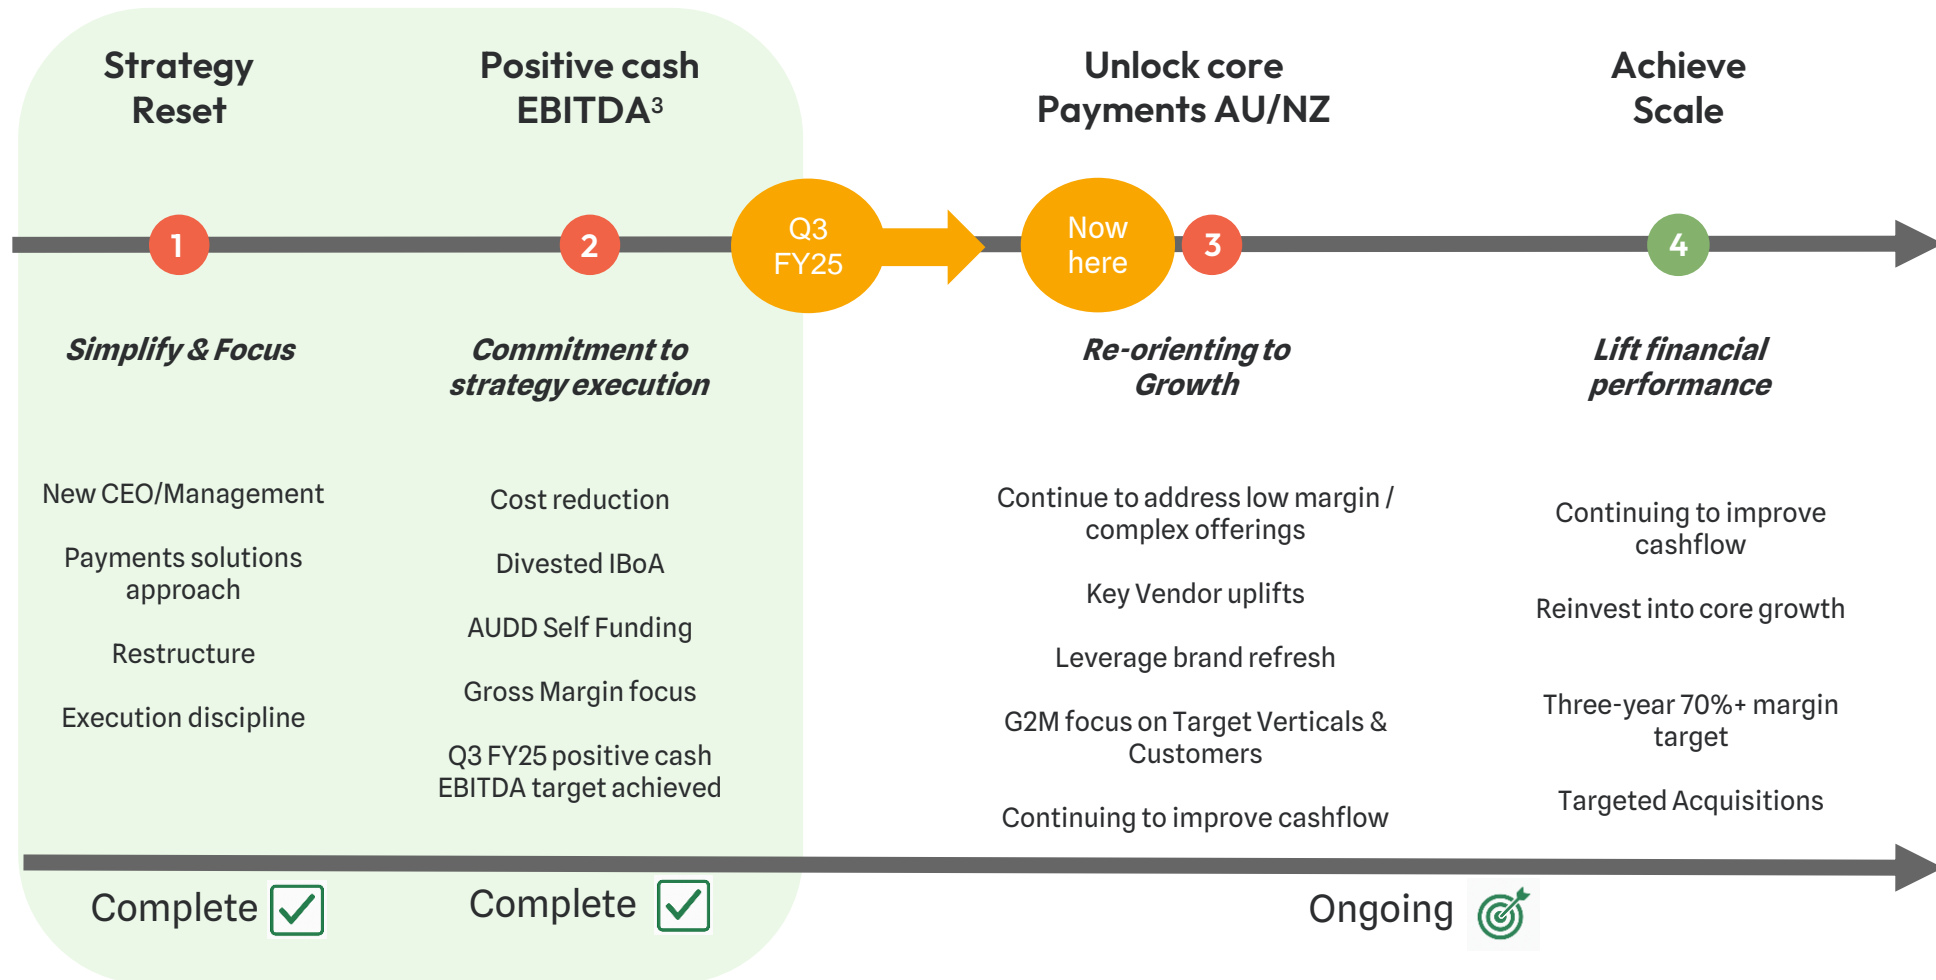 Strategy
Reset
Positive cash
EBITDA³
Unlock core
Payments AU/NZ
Achieve
Scale
1
2
Q3
FY25
Now
here
3
4
Simplify & Focus
Commitment to
strategy execution
Re-orienting to
Growth
Lift financial
performance
New CEO/Management
Payments solutions
approach
Restructure
Execution discipline
Cost reduction
Divested IBoA
AUDD Self Funding
Gross Margin focus
Q3 FY25 positive cash
EBITDA target achieved
Continue to address low margin /
complex offerings
Key Vendor uplifts
Leverage brand refresh
G2M focus on Target Verticals &
Customers
Continuing to improve cashflow
Continuing to improve
cashflow
Reinvest into core growth
Three-year 70%+ margin
target
Targeted Acquisitions
Complete
Complete
Ongoing